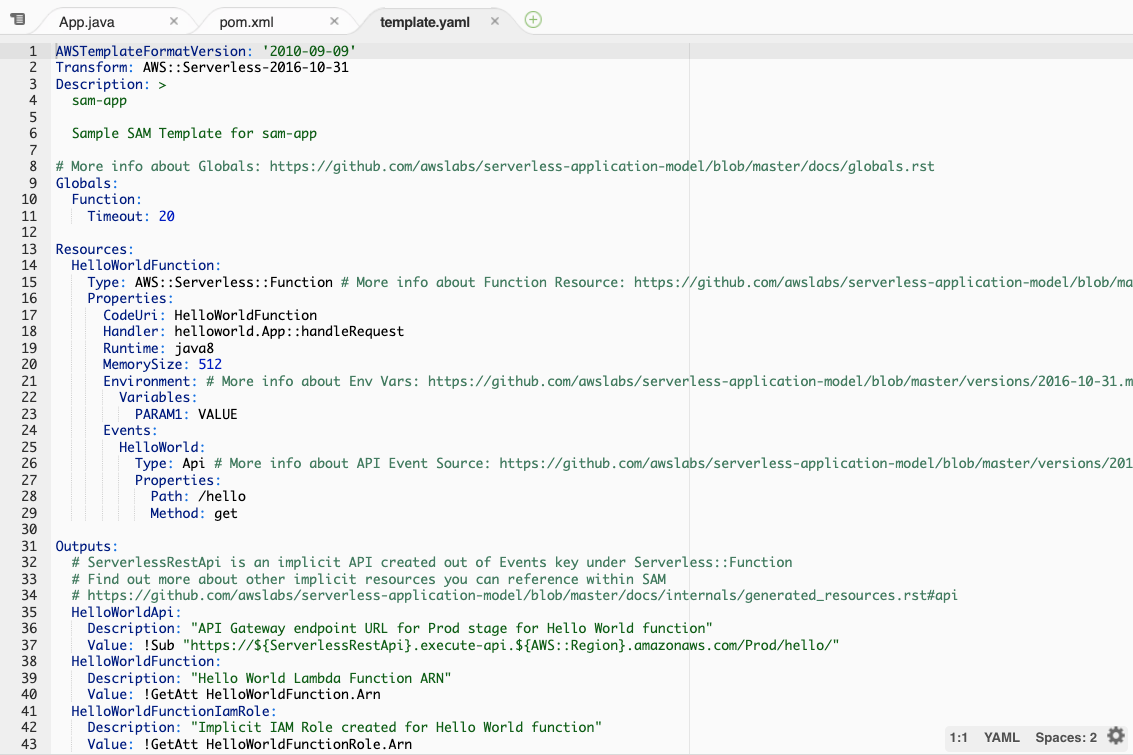 App.java × pom.xml × template.yaml ×
1 AWSTemplateFormatVersion: '2010-09-09'
2 Transform: AWS::Serverless-2016-10-31
3 Description: >
4   sam-app
5
6   Sample SAM Template for sam-app
7
8 # More info about Globals: https://github.com/awslabs/serverless-application-model/blob/master/docs/globals.rst
9 Globals:
10   Function:
11     Timeout: 20
12
13 Resources:
14   HelloWorldFunction:
15     Type: AWS::Serverless::Function # More info about Function Resource: https://github.com/awslabs/serverless-application-model/blob/ma
16     Properties:
17       CodeUri: HelloWorldFunction
18       Handler: helloworld.App::handleRequest
19       Runtime: java8
20       MemorySize: 512
21       Environment: # More info about Env Vars: https://github.com/awslabs/serverless-application-model/blob/master/versions/2016-10-31.m
22         Variables:
23           PARAM1: VALUE
24       Events:
25         HelloWorld:
26           Type: Api # More info about API Event Source: https://github.com/awslabs/serverless-application-model/blob/master/versions/201
27           Properties:
28             Path: /hello
29             Method: get
30
31 Outputs:
32   # ServerlessRestApi is an implicit API created out of Events key under Serverless::Function
33   # Find out more about other implicit resources you can reference within SAM
34   # https://github.com/awslabs/serverless-application-model/blob/master/docs/internals/generated_resources.rst#api
35   HelloWorldApi:
36     Description: "API Gateway endpoint URL for Prod stage for Hello World function"
37     Value: !Sub "https://${ServerlessRestApi}.execute-api.${AWS::Region}.amazonaws.com/Prod/hello/"
38   HelloWorldFunction:
39     Description: "Hello World Lambda Function ARN"
40     Value: !GetAtt HelloWorldFunction.Arn
41   HelloWorldFunctionIamRole:
42     Description: "Implicit IAM Role created for Hello World function"
43     Value: !GetAtt HelloWorldFunctionRole.Arn
1:1 YAML Spaces: 2